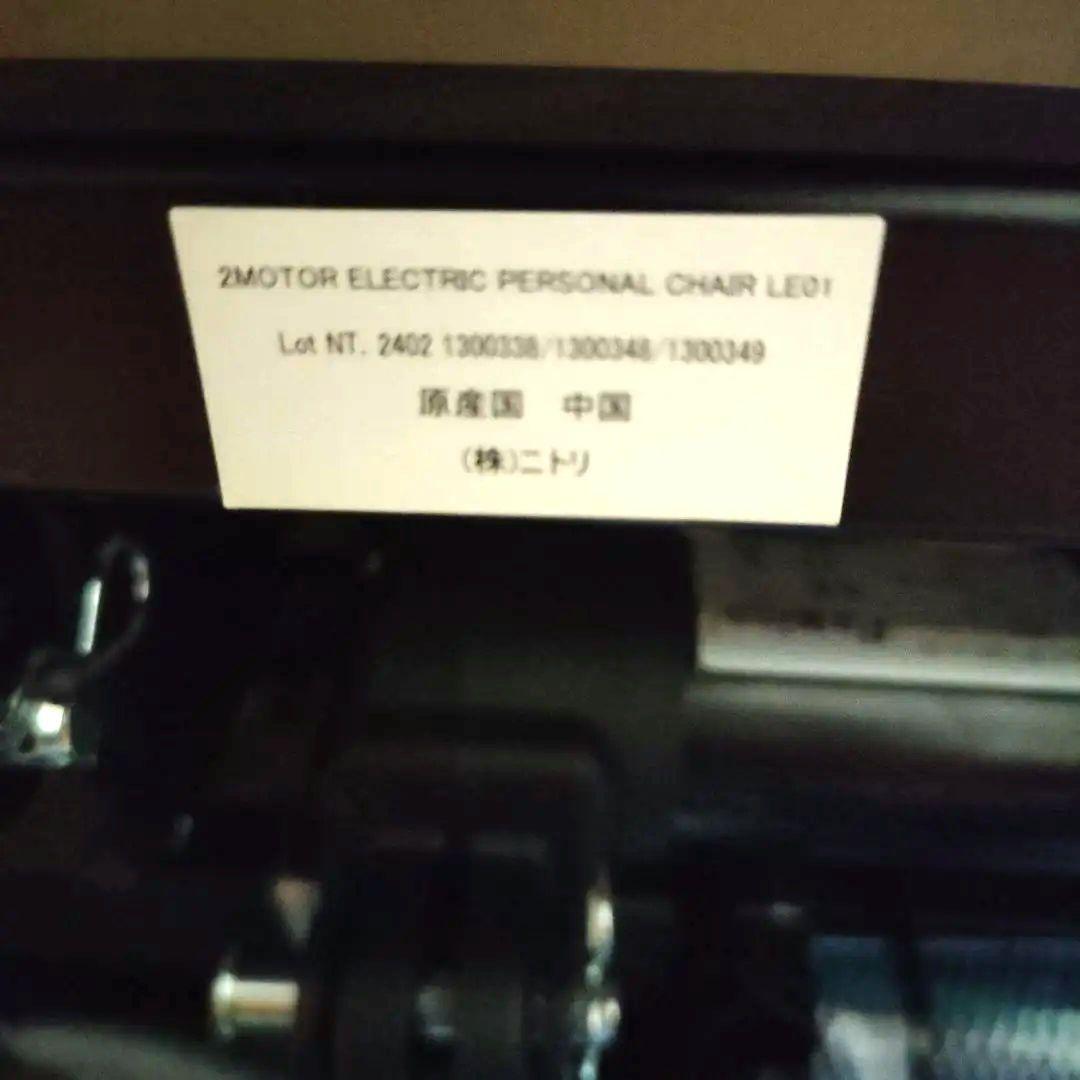 2MOTOR ELECTRIC PERSONAL CHAIR LE01
Lot NT. 2402 1300338/1300348/1300349
原産国 中国
(株)ニトリ